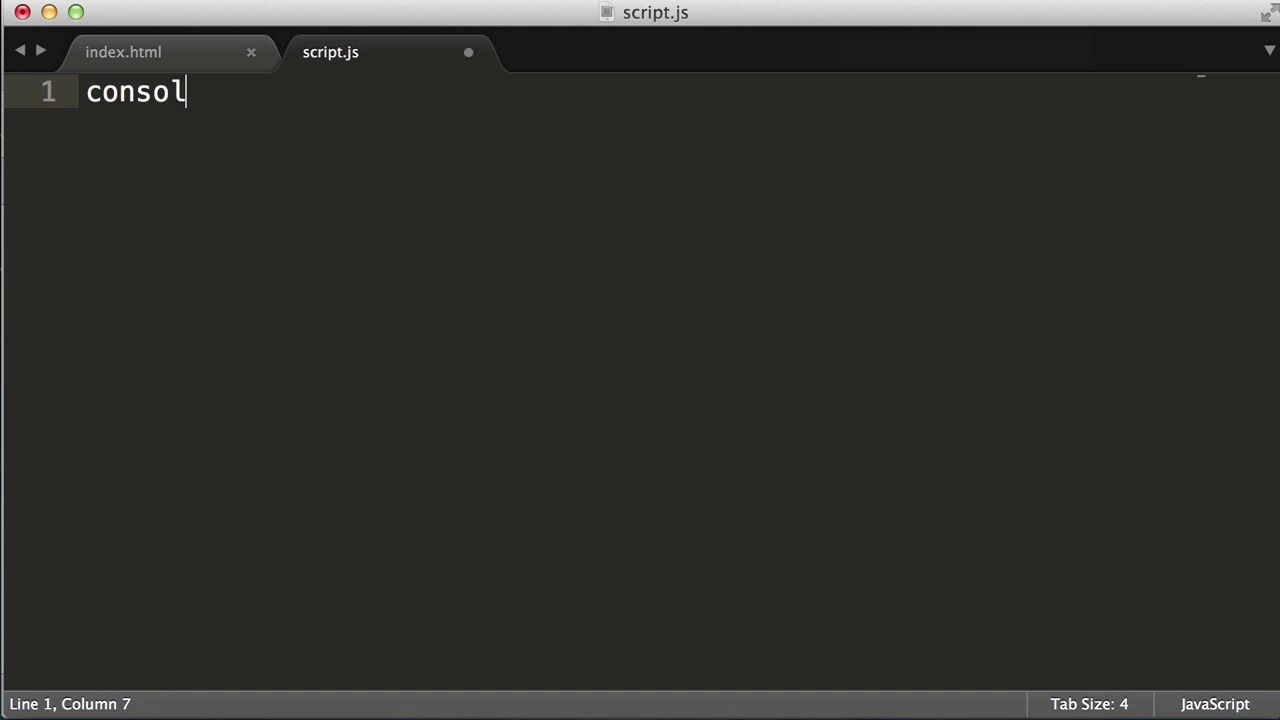 script.js
index.html
script.js
1 consol
Line 1, Column 7
Tab Size: 4
JavaScript